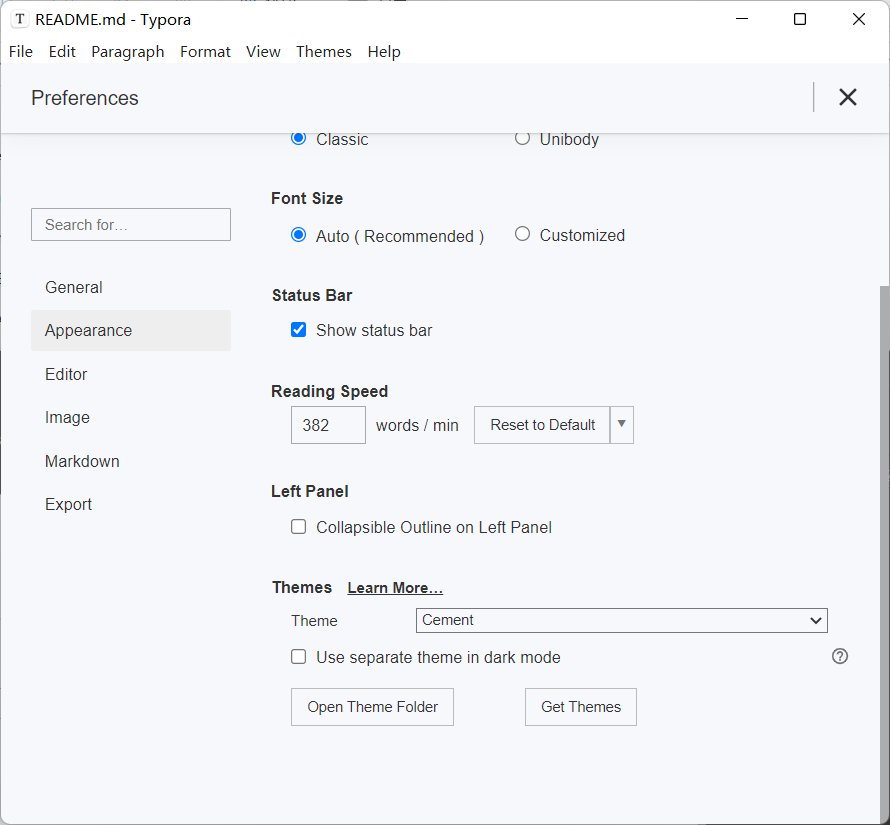 T README.md - Typora
File Edit Paragraph Format View Themes Help
Preferences
Classic Unibody
Search for…
General
Appearance
Editor
Image
Markdown
Export
Font Size
Auto ( Recommended ) Customized
Status Bar
Show status bar
Reading Speed
382 words / min Reset to Default
Left Panel
Collapsible Outline on Left Panel
Themes Learn More…
Theme Cement
Use separate theme in dark mode ?
Open Theme Folder Get Themes